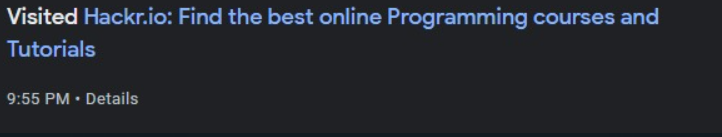 Visited Hackr.io: Find the best online Programming courses and
Tutorials
9:55 PM • Details